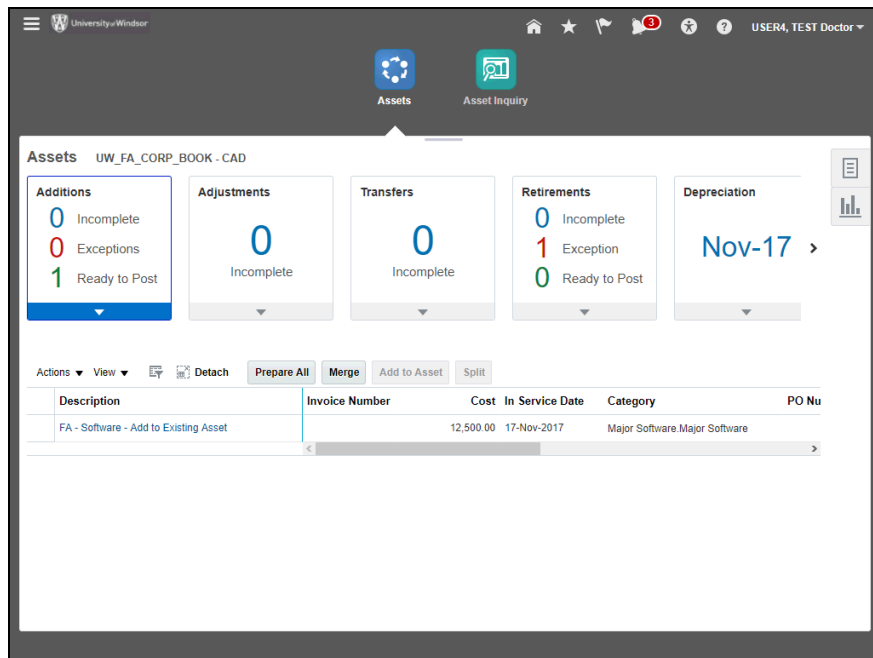 University of Windsor
3
USER4, TEST Doctor
Assets
Asset Inquiry
Assets UW_FA_CORP_BOOK - CAD
Additions
0 Incomplete
0 Exceptions
1 Ready to Post
Adjustments
0
Incomplete
Transfers
0
Incomplete
Retirements
0 Incomplete
1 Exception
0 Ready to Post
Depreciation
Nov-17
Actions View Detach Prepare All Merge Add to Asset Split
Description Invoice Number Cost In Service Date Category PO Nu
FA - Software - Add to Existing Asset 12,500.00 17-Nov-2017 Major Software.Major Software